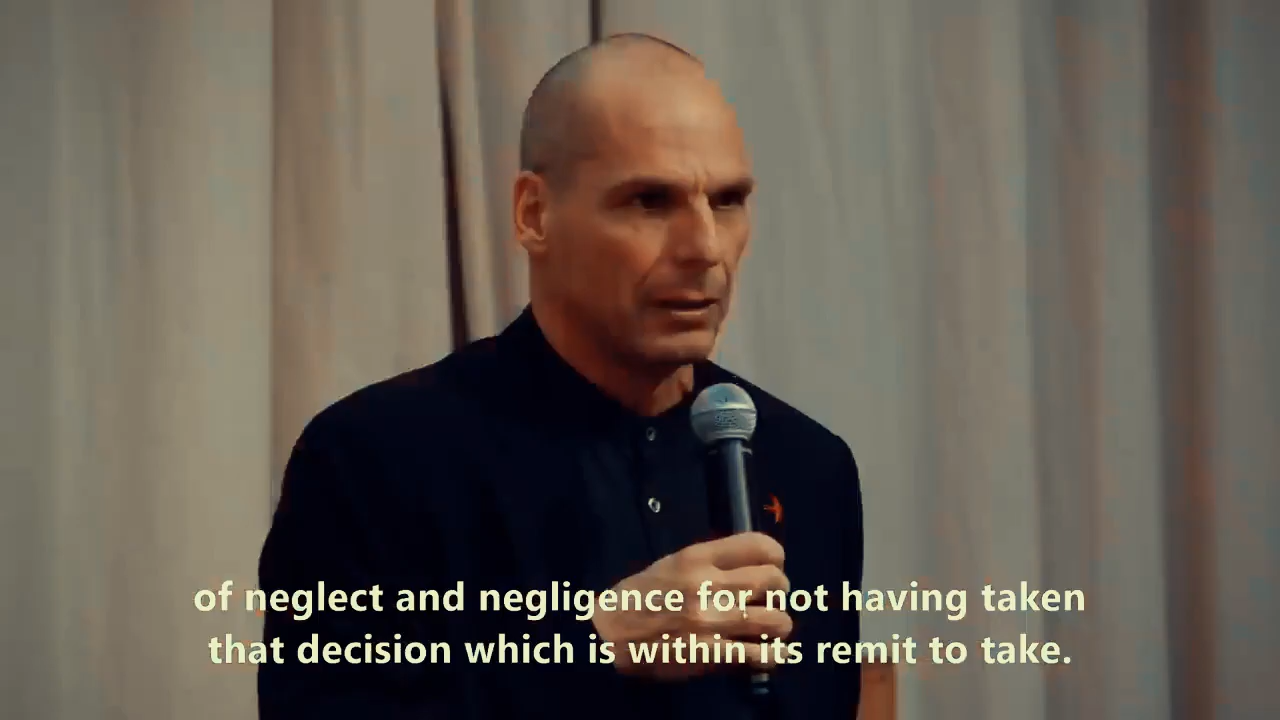 of neglect and negligence for not having taken
that decision which is within its remit to take.